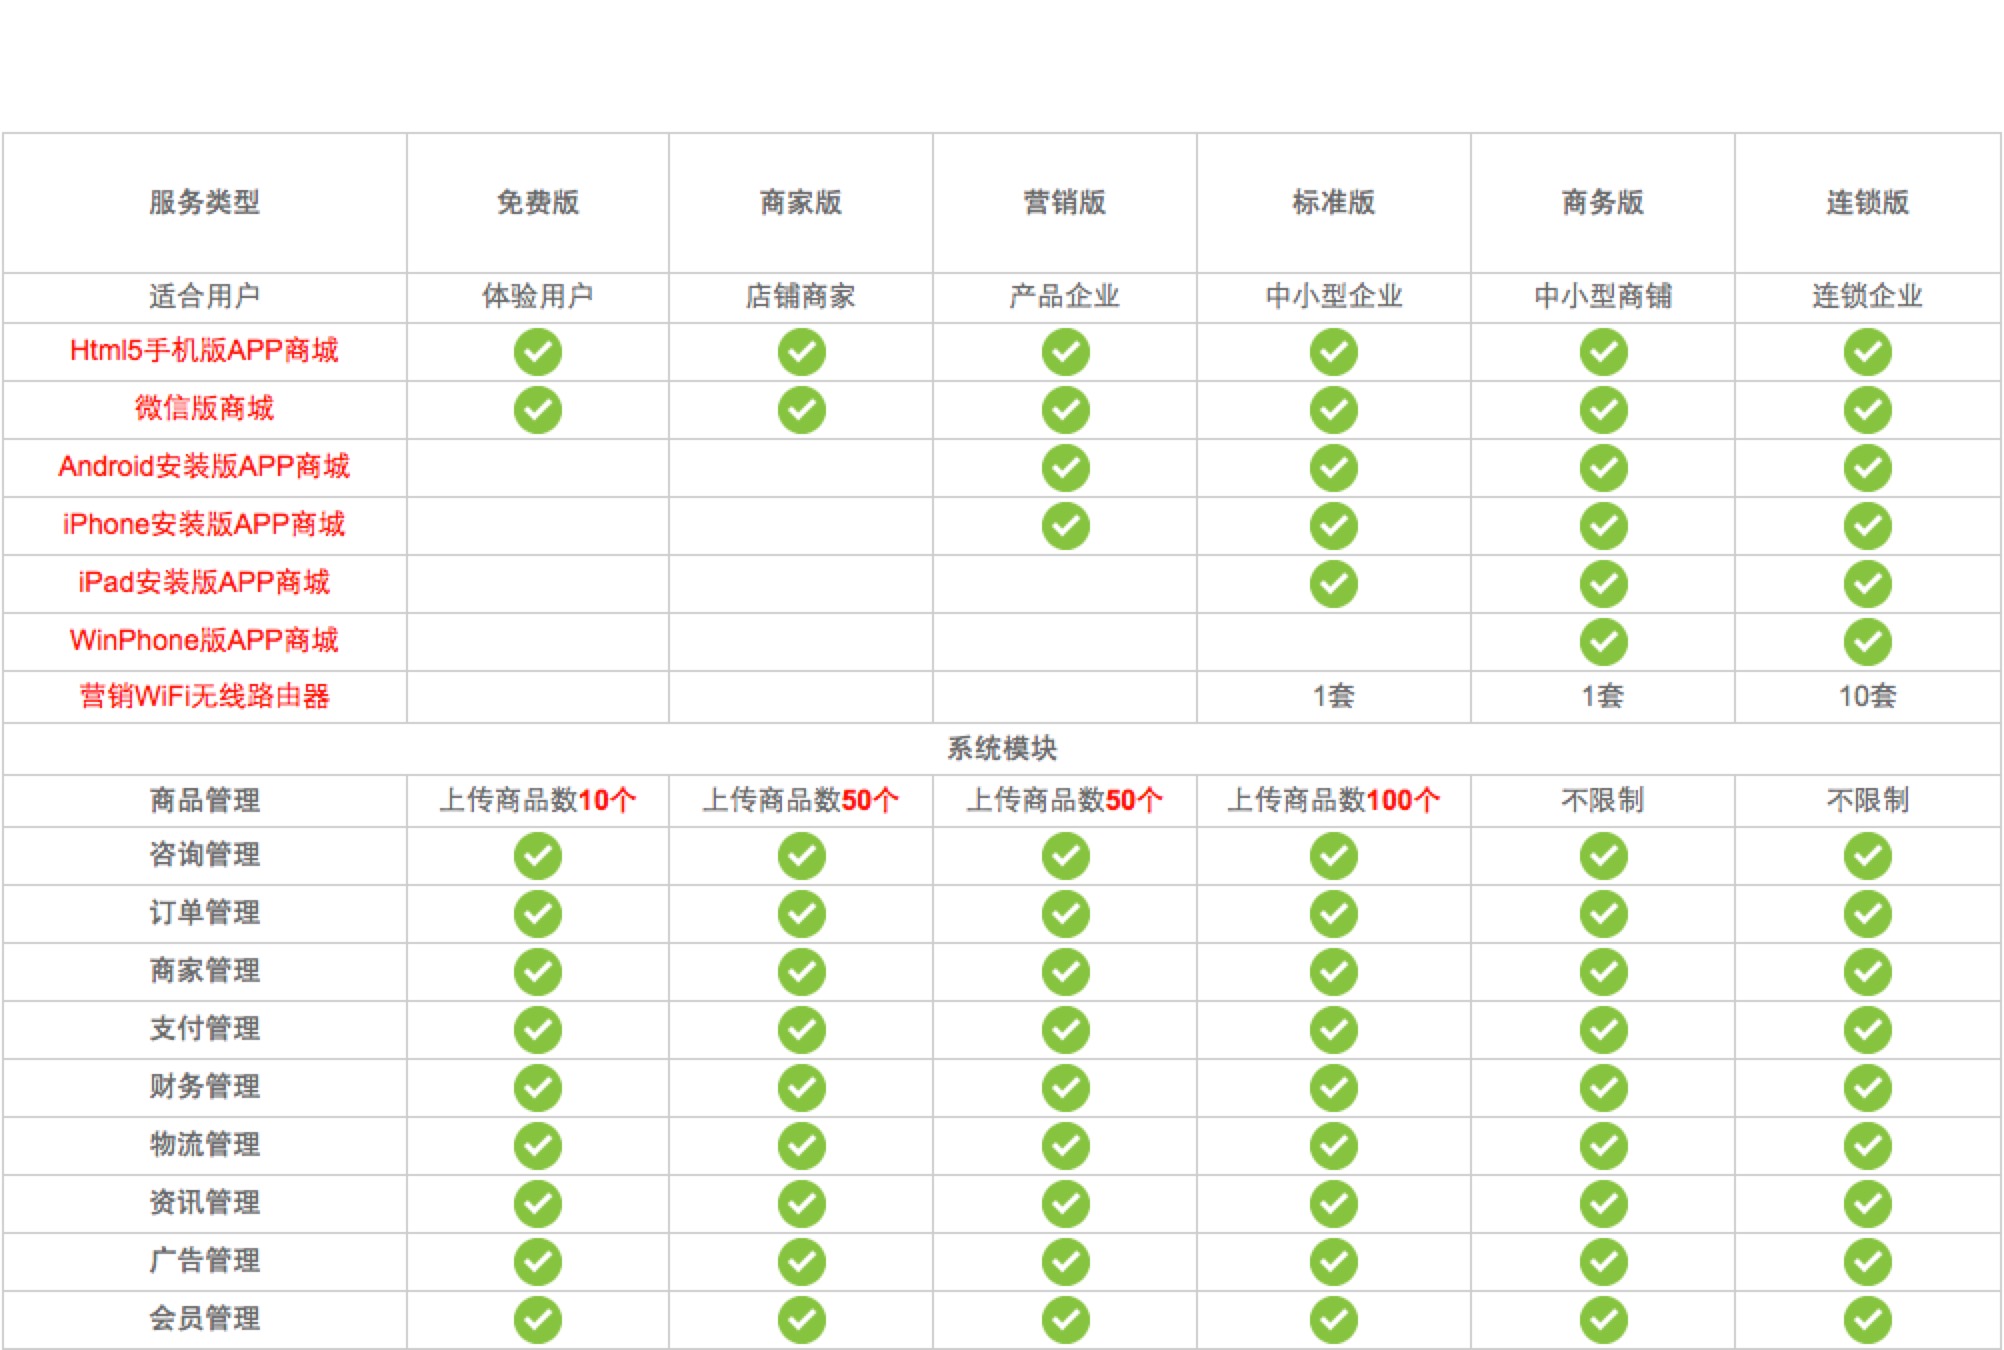 服务类型 免费版 商家版 营销版 标准版 商务版 连锁版
适合用户 体验用户 店铺商家 产品企业 中小型企业 中小型商铺 连锁企业
Html5手机版APP商城
微信版商城
Android安装版APP商城
iPhone安装版APP商城
iPad安装版APP商城
WinPhone版APP商城
营销WiFi无线路由器 1套 1套 10套
系统模块
商品管理 上传商品数10个 上传商品数50个 上传商品数50个 上传商品数100个 不限制 不限制
咨询管理
订单管理
商家管理
支付管理
财务管理
物流管理
资讯管理
广告管理
会员管理